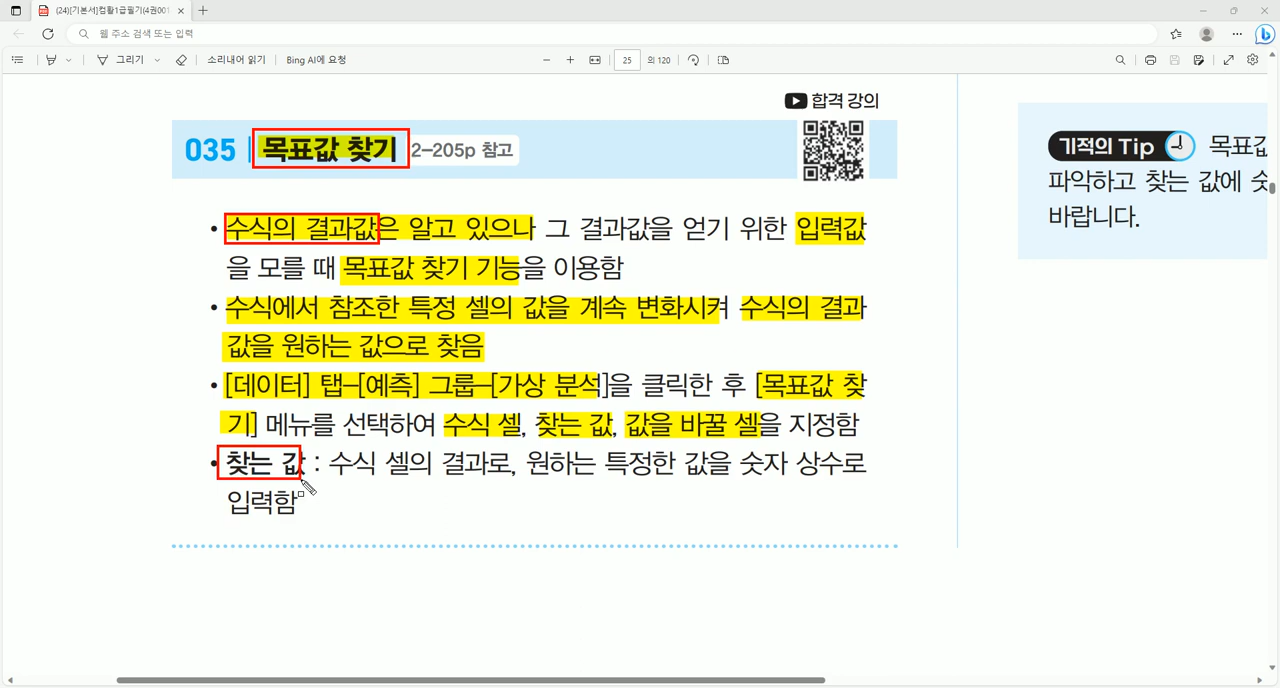 (24)[기본서]컴활1급필기(4권001
웹 주소 검색 또는 입력
그리기
소리내어 읽기
Bing AI에 요청
25
의 120
합격 강의
035 목표값 찾기 2-205p 참고
• 수식의 결과값은 알고 있으나 그 결과값을 얻기 위한 입력값
을 모를 때 목표값 찾기 기능을 이용함
• 수식에서 참조한 특정 셀의 값을 계속 변화시켜 수식의 결과
값을 원하는 값으로 찾음
• [데이터] 탭-[예측] 그룹-[가상 분석]을 클릭한 후 [목표값 찾
기] 메뉴를 선택하여 수식 셀, 찾는 값, 값을 바꿀 셀을 지정함
• 찾는 값 : 수식 셀의 결과로, 원하는 특정한 값을 숫자 상수로
입력함
기적의 Tip 목표값
파악하고 찾는 값에 숫
바랍니다.